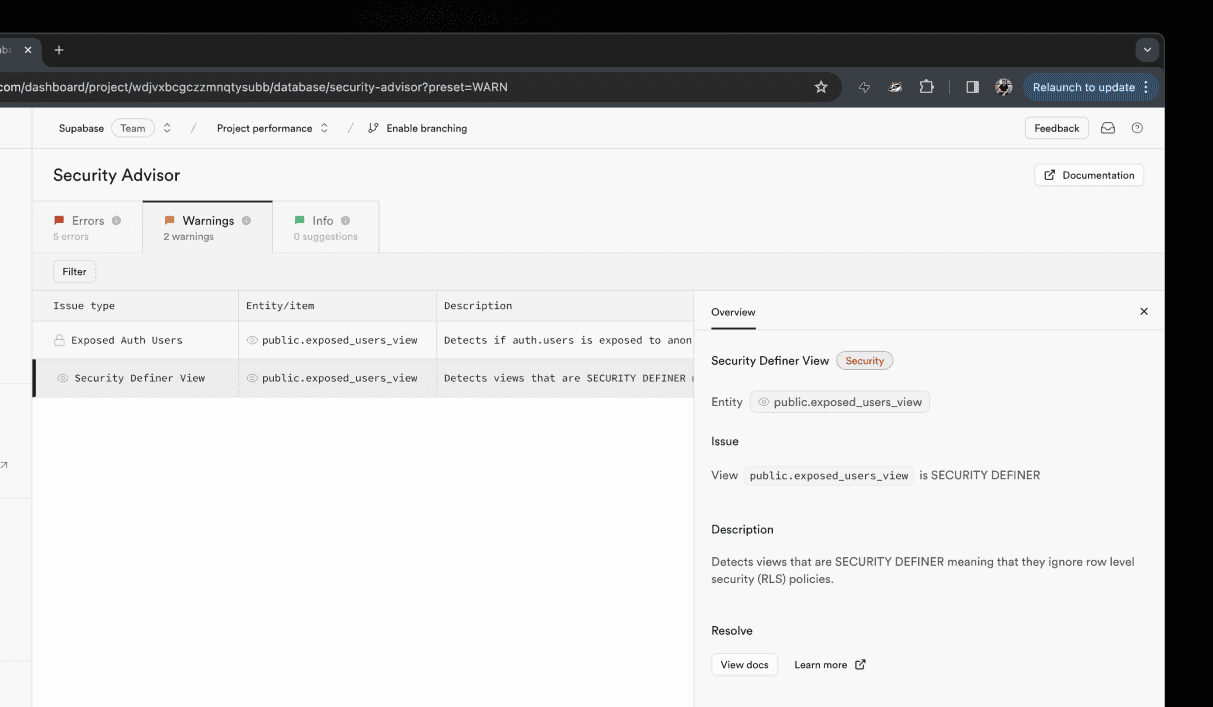 com/dashboard/project/wdjvxbcgczzmnqtysubb/database/security-advisor?preset=WARN
Relaunch to update
Supabase Team / Project performance / Enable branching
Feedback
Security Advisor
Documentation
Errors
5 errors
Warnings
2 warnings
Info
0 suggestions
Filter
Issue type Entity/item Description
Exposed Auth Users public.exposed_users_view Detects if auth.users is exposed to anon
Security Definer View public.exposed_users_view Detects views that are SECURITY DEFINER
Overview
Security Definer View Security
Entity public.exposed_users_view
Issue
View public.exposed_users_view is SECURITY DEFINER
Description
Detects views that are SECURITY DEFINER meaning that they ignore row level
security (RLS) policies.
Resolve
View docs Learn more